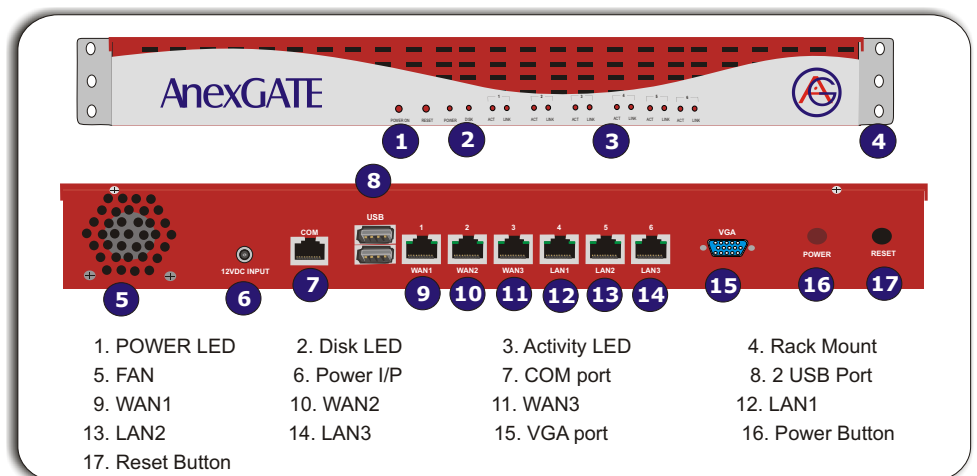 AnexGATE
AG
1 2 3 4 5 6
POWER ON RESET POWER DISK ACT LINK ACT LINK ACT LINK ACT LINK ACT LINK ACT LINK
1 2 3 4
8
USB
COM 1 2 3 4 5 6 VGA
12VDC INPUT WAN1 WAN2 WAN3 LAN1 LAN2 LAN3 POWER RESET
5 6 7 9 10 11 12 13 14 15 16 17
1. POWER LED 2. Disk LED 3. Activity LED 4. Rack Mount
5. FAN 6. Power I/P 7. COM port 8. 2 USB Port
9. WAN1 10. WAN2 11. WAN3 12. LAN1
13. LAN2 14. LAN3 15. VGA port 16. Power Button
17. Reset Button